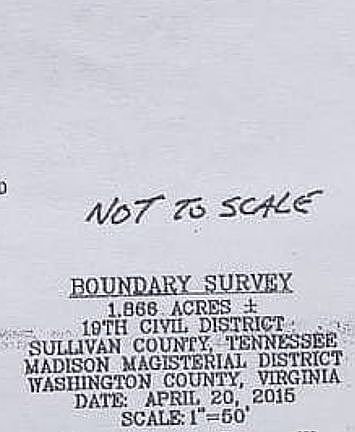 NOT TO SCALE
BOUNDARY SURVEY
1.866 ACRES ±
19TH CIVIL DISTRICT
SULLIVAN COUNTY, TENNESSEE
MADISON MAGISTERIAL DISTRICT
WASHINGTON COUNTY, VIRGINIA
DATE: APRIL 20, 2015
SCALE: 1"=50'